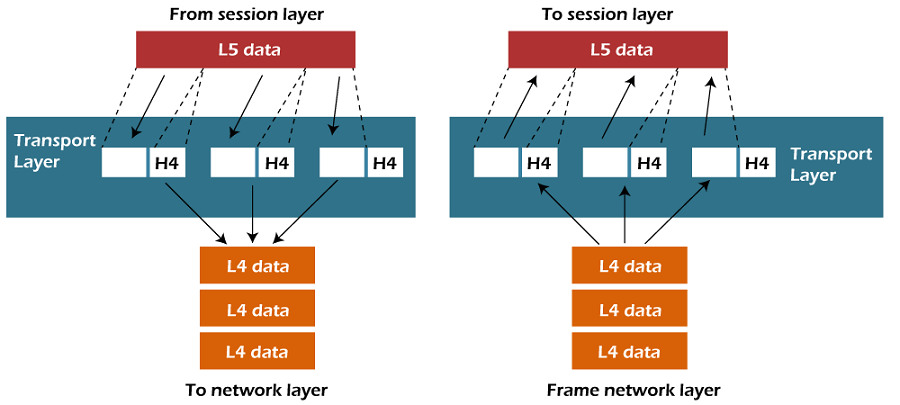 From session layer
L5 data
Transport
Layer
H4
H4
H4
L4 data
L4 data
L4 data
To network layer
To session layer
L5 data
H4
H4
H4
Transport
Layer
L4 data
L4 data
L4 data
Frame network layer